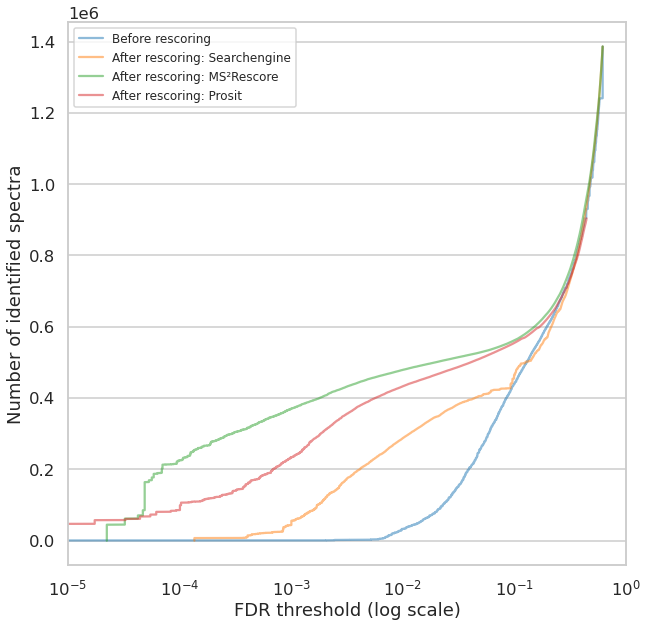 1e6
1.4
1.2
1.0
0.8
0.6
0.4
0.2
0.0
Number of identified spectra
Before rescoring
After rescoring: Searchengine
After rescoring: MS²Rescore
After rescoring: Prosit
10⁻⁵ 10⁻⁴ 10⁻³ 10⁻² 10⁻¹ 10⁰
FDR threshold (log scale)